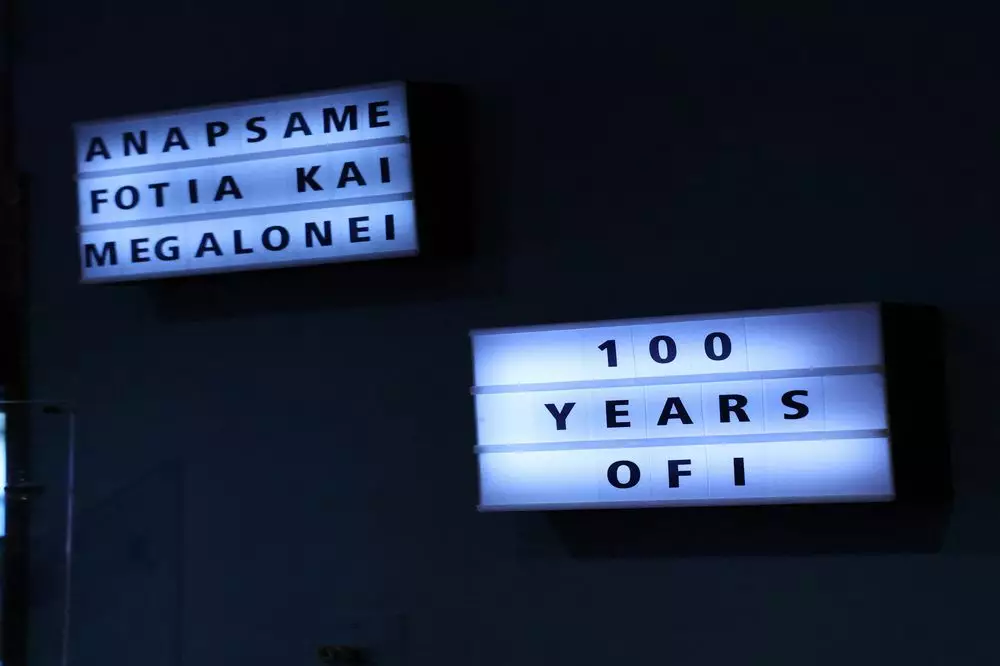 ANAPSAME
FOTIA KAI
MEGALONEI
100
YEARS
OFI